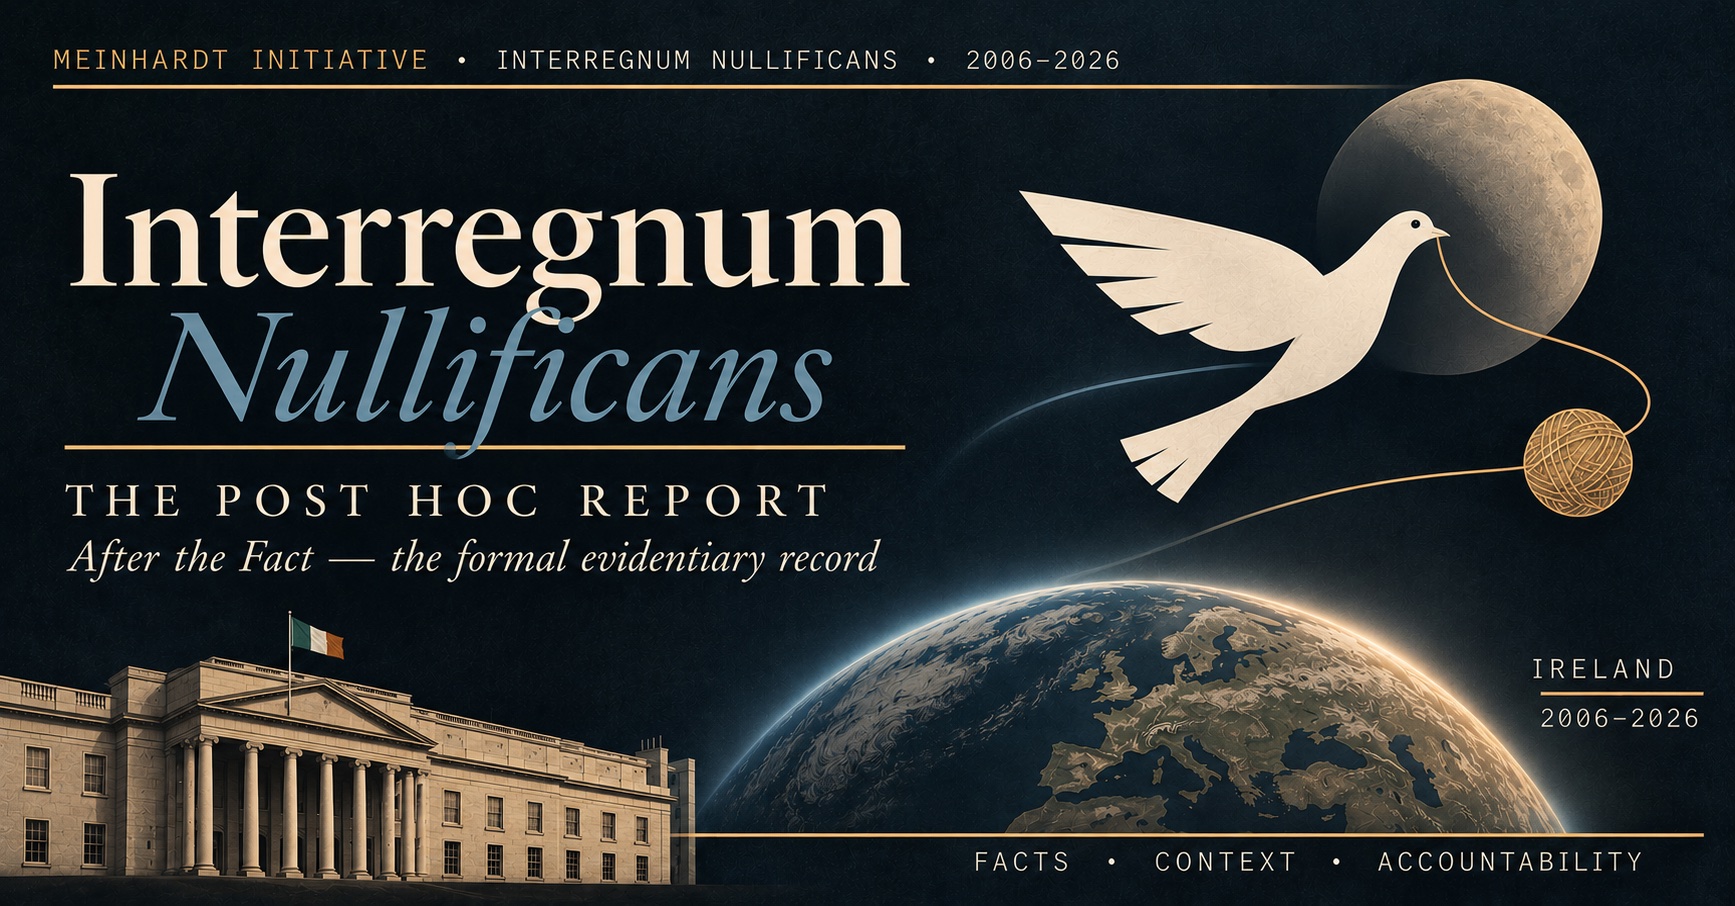 MEINHARDT INITIATIVE • INTERREGNUM NULLIFICANS • 2006–2026
Interregnum
Nullificans
THE POST HOC REPORT
After the Fact — the formal evidentiary record
IRELAND
2006–2026
FACTS • CONTEXT • ACCOUNTABILITY